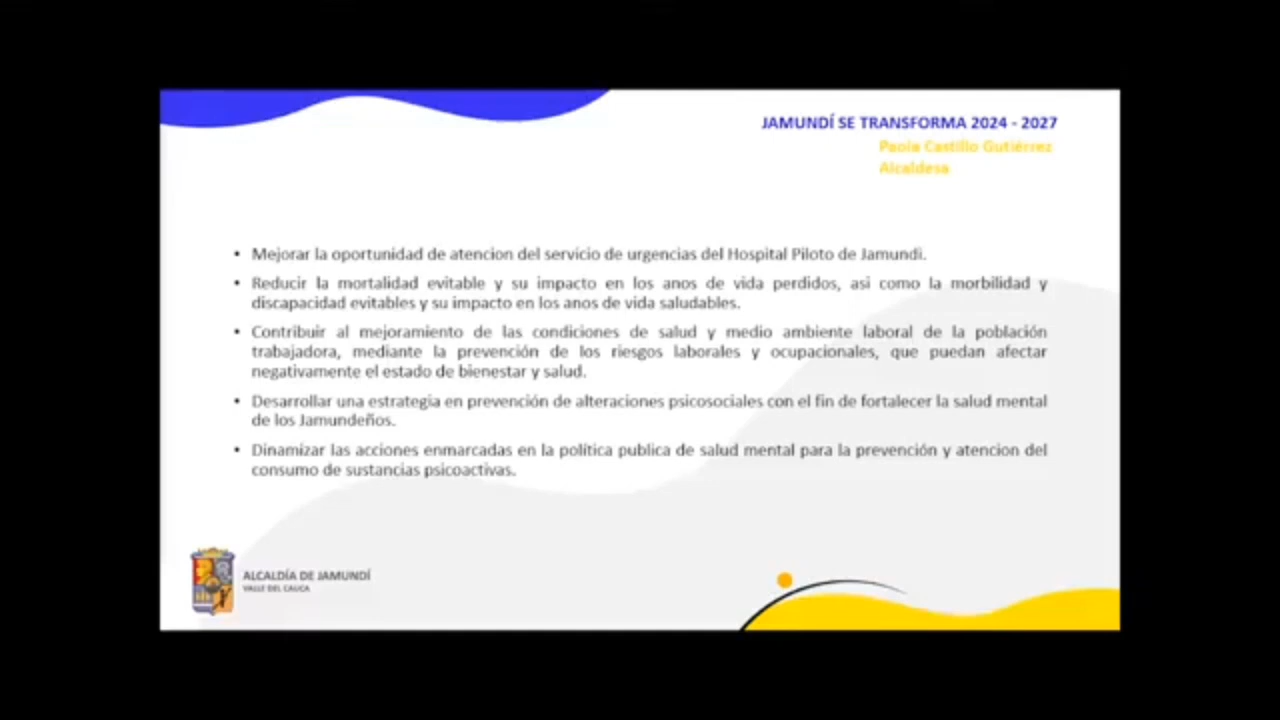 JAMUNDÍ SE TRANSFORMA 2024 - 2027
Paola Castillo Gutiérrez
Alcaldesa
• Mejorar la oportunidad de atencion del servicio de urgencias del Hospital Piloto de Jamundi.
• Reducir la mortalidad evitable y su impacto en los anos de vida perdidos, asi como la morbilidad y
discapacidad evitables y su impacto en los anos de vida saludables.
• Contribuir al mejoramiento de las condiciones de salud y medio ambiente laboral de la población
trabajadora, mediante la prevención de los riesgos laborales y ocupacionales, que puedan afectar
negativamente el estado de bienestar y salud.
• Desarrollar una estrategia en prevención de alteraciones psicosociales con el fin de fortalecer la salud mental
de los Jamundeños.
• Dinamizar las acciones enmarcadas en la política publica de salud mental para la prevención y atencion del
consumo de sustancias psicoactivas.
ALCALDÍA DE JAMUNDÍ
VALLE DEL CAUCA